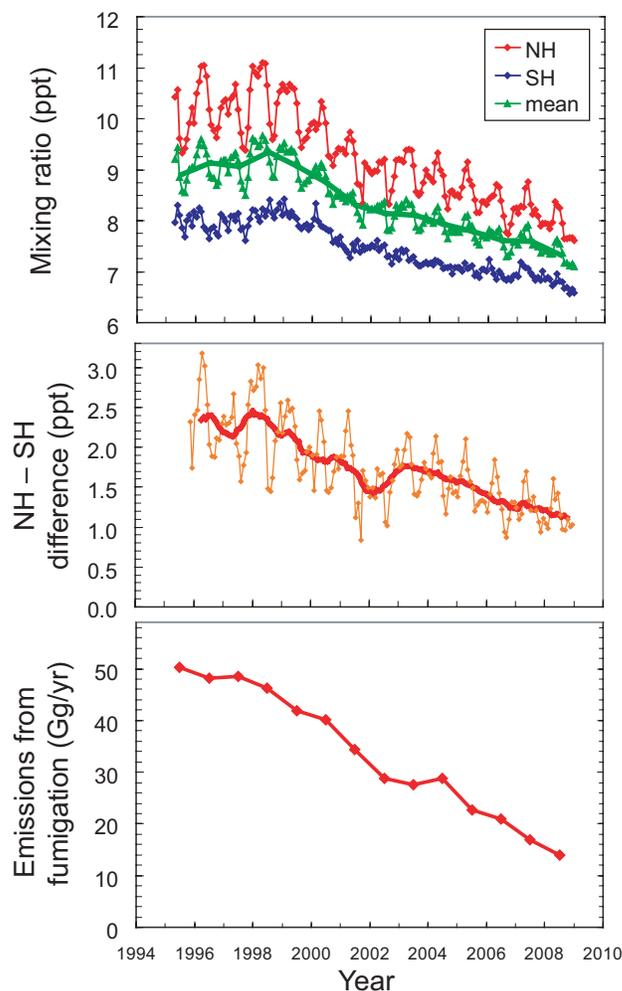 12
11
10
9
8
7
6
Mixing ratio (ppt)
NH
SH
mean
3.0
2.5
2.0
1.5
1.0
0.5
0.0
NH – SH
difference (ppt)
50
40
30
20
10
0
Emissions from
fumigation (Gg/yr)
1994 1996 1998 2000 2002 2004 2006 2008 2010
Year